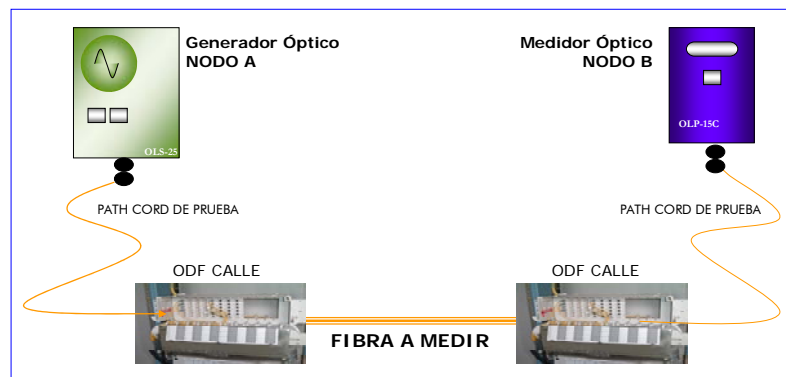 Generador Óptico
NODO A
Medidor Óptico
NODO B
OLS-25
OLP-15C
PATH CORD DE PRUEBA
PATH CORD DE PRUEBA
ODF CALLE
ODF CALLE
FIBRA A MEDIR